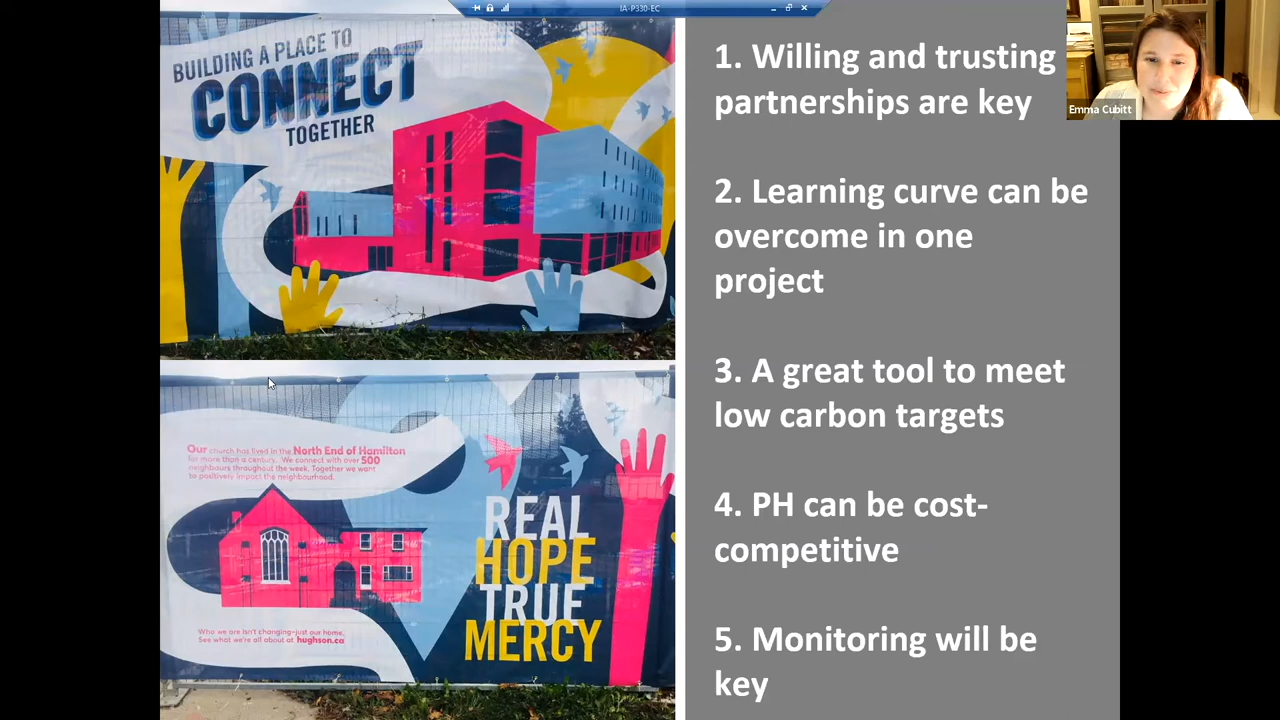 IA-P330-EC
BUILDING A PLACE TO
CONNECT
TOGETHER
Our church has lived in the North End of Hamilton
for more than a century. We connect with over 500
neighbours throughout the week. Together we want
to positively impact the neighbourhood.
REAL
HOPE
TRUE
MERCY
Who we are isn't changing–just our home.
See what we're all about at hughson.ca
1. Willing and trusting
partnerships are key
2. Learning curve can be
overcome in one
project
3. A great tool to meet
low carbon targets
4. PH can be cost-
competitive
5. Monitoring will be
key
Emma Cubitt